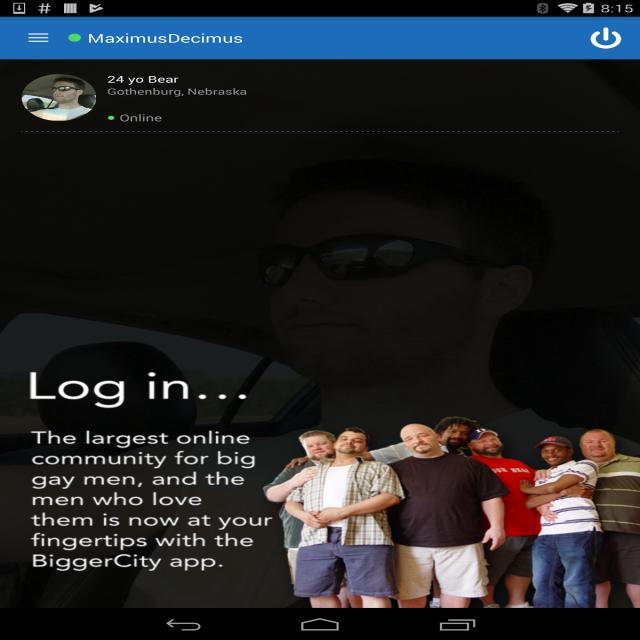 8:15
MaximusDecimus
24 yo Bear
Gothenburg, Nebraska
Online
Log in...
The largest online
community for big
gay men, and the
men who love
them is now at your
fingertips with the
BiggerCity app.